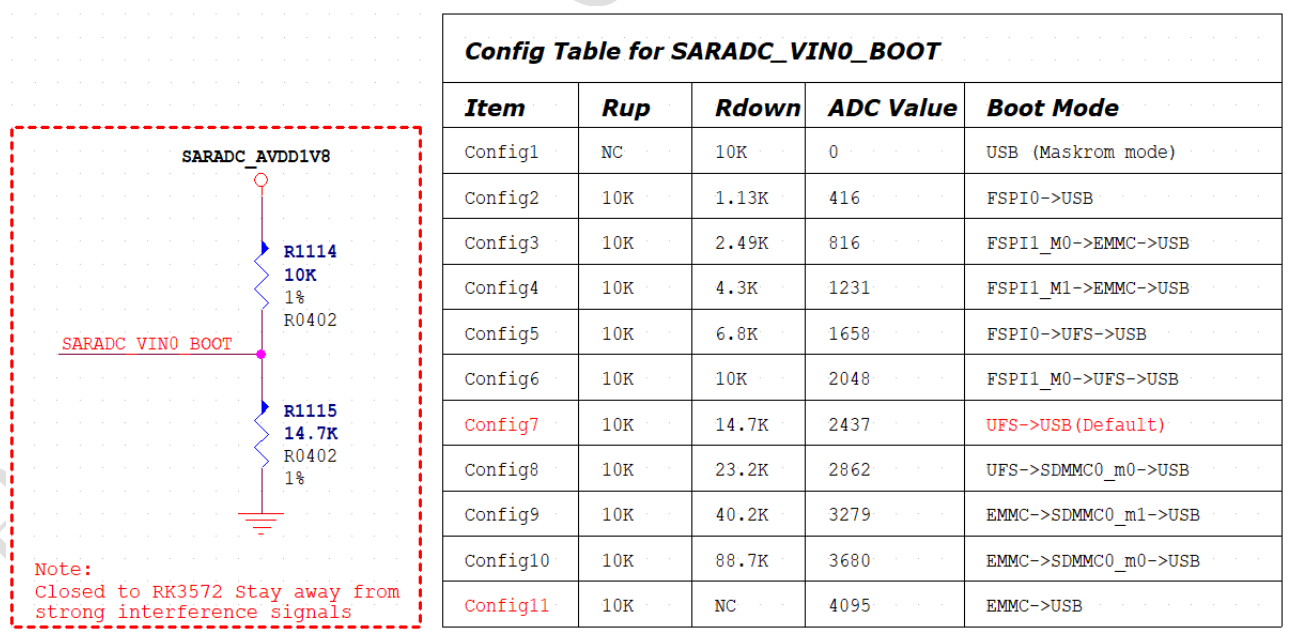 SARADC_AVDD1V8
R1114
10K
1%
R0402
SARADC_VIN0_BOOT
R1115
14.7K
R0402
1%
Note:
Closed to RK3572 Stay away from
strong interference signals
Config Table for SARADC_VIN0_BOOT
Item Rup Rdown ADC Value Boot Mode
Config1 NC 10K 0 USB (Maskrom mode)
Config2 10K 1.13K 416 FSPI0->USB
Config3 10K 2.49K 816 FSPI1_M0->EMMC->USB
Config4 10K 4.3K 1231 FSPI1_M1->EMMC->USB
Config5 10K 6.8K 1658 FSPI0->UFS->USB
Config6 10K 10K 2048 FSPI1_M0->UFS->USB
Config7 10K 14.7K 2437 UFS->USB(Default)
Config8 10K 23.2K 2862 UFS->SDMMC0_m0->USB
Config9 10K 40.2K 3279 EMMC->SDMMC0_m1->USB
Config10 10K 88.7K 3680 EMMC->SDMMC0_m0->USB
Config11 10K NC 4095 EMMC->USB